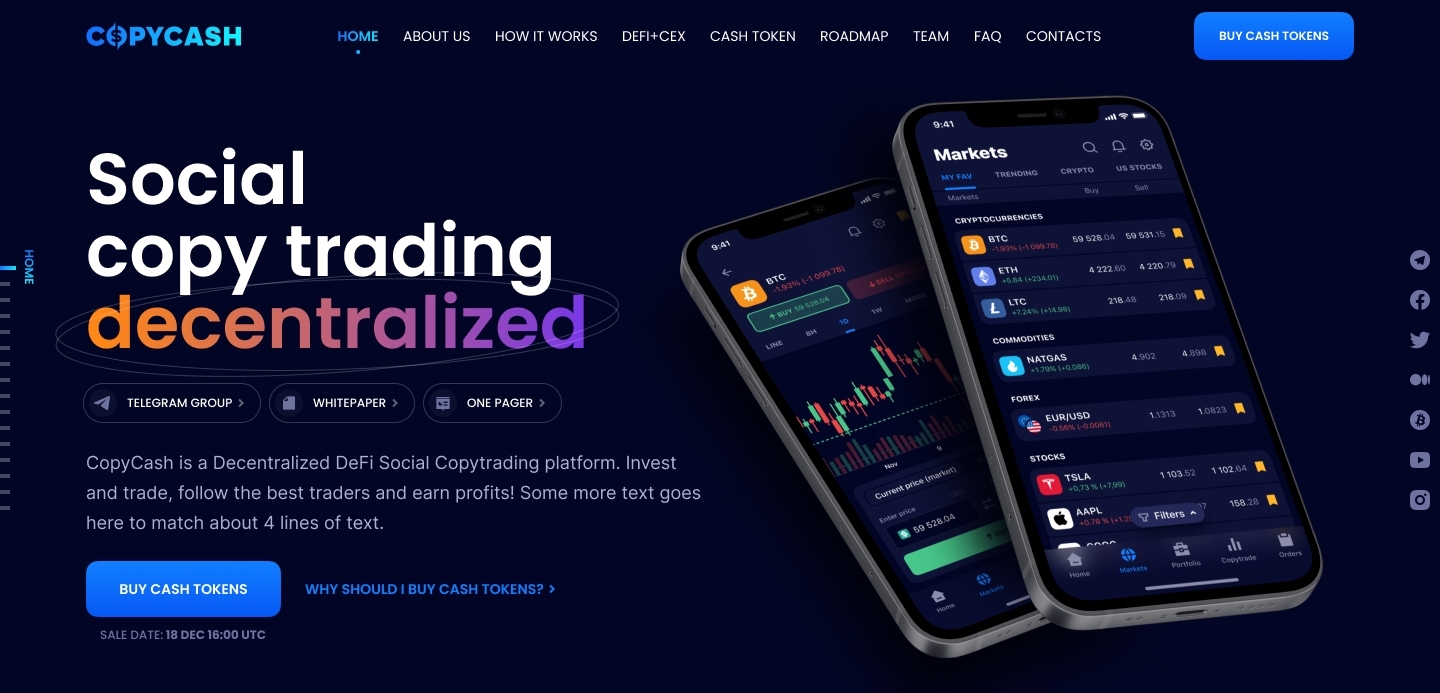 COPYCASH
HOME
ABOUT US
HOW IT WORKS
DEFI+CEX
CASH TOKEN
ROADMAP
TEAM
FAQ
CONTACTS
BUY CASH TOKENS
HOME
Social
copy trading
decentralized
TELEGRAM GROUP
WHITEPAPER
ONE PAGER
CopyCash is a Decentralized DeFi Social Copytrading platform. Invest
and trade, follow the best traders and earn profits! Some more text goes
here to match about 4 lines of text.
BUY CASH TOKENS
WHY SHOULD I BUY CASH TOKENS?
SALE DATE: 18 DEC 16:00 UTC
9:41
BTC
-1.93% (-1 099.78)
BUY 59 528.04
SELL
LINE 8H 1D 1W MORE
Nov 9
Current price (market)
Enter price
USD
59 528.04
Home
Markets
9:41
Markets
MY FAV TRENDING CRYPTO US STOCKS
Markets Buy Sell
CRYPTOCURRENCIES
BTC 59 528.04 59 531.15
-1.93% (-1 099.78)
ETH 4 222.60 4 220.79
+5.84 (+234.01)
LTC 218.48 218.09
+7.24% (+14.96)
COMMODITIES
NATGAS 4.902 4.898
+1.79% (+0.086)
FOREX
EUR/USD 1.1313 1.0823
-0.56% (-0.0061)
STOCKS
TSLA 1 103.52 1 102.64
+0,73 % (+7,99)
AAPL 158.28
+0.78 %
Filters
Home
Markets
Portfolio
Copytrade
Orders